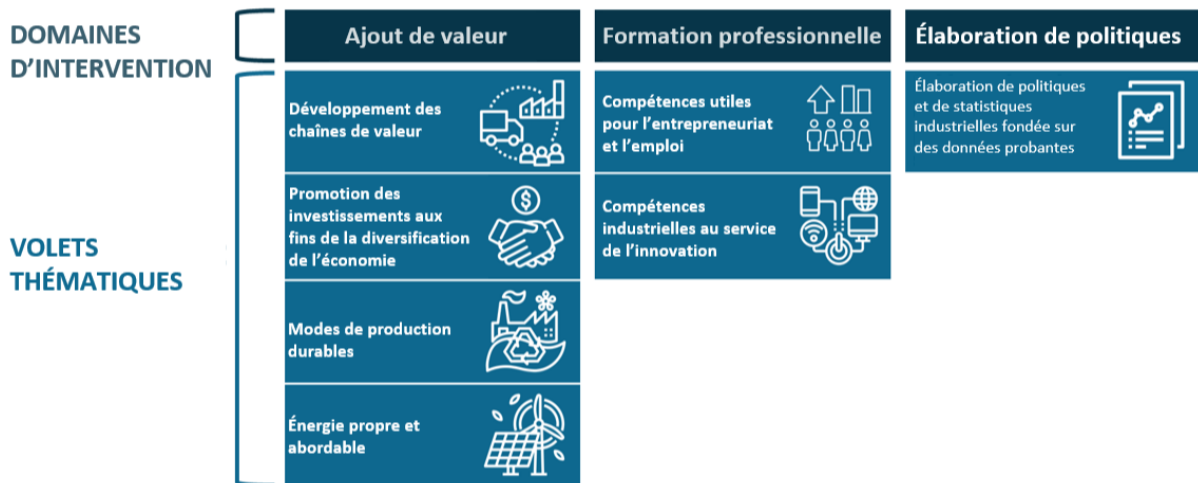 DOMAINES
D’INTERVENTION
Ajout de valeur
Formation professionnelle
Élaboration de politiques
VOLETS
THÉMATIQUES
Développement des
chaînes de valeur
Promotion des
investissements aux
fins de la diversification
de l’économie
Modes de production
durables
Énergie propre et
abordable
Compétences utiles
pour l’entrepreneuriat
et l’emploi
Compétences
industrielles au service
de l’innovation
Élaboration de politiques
et de statistiques
industrielles fondée sur
des données probantes
$